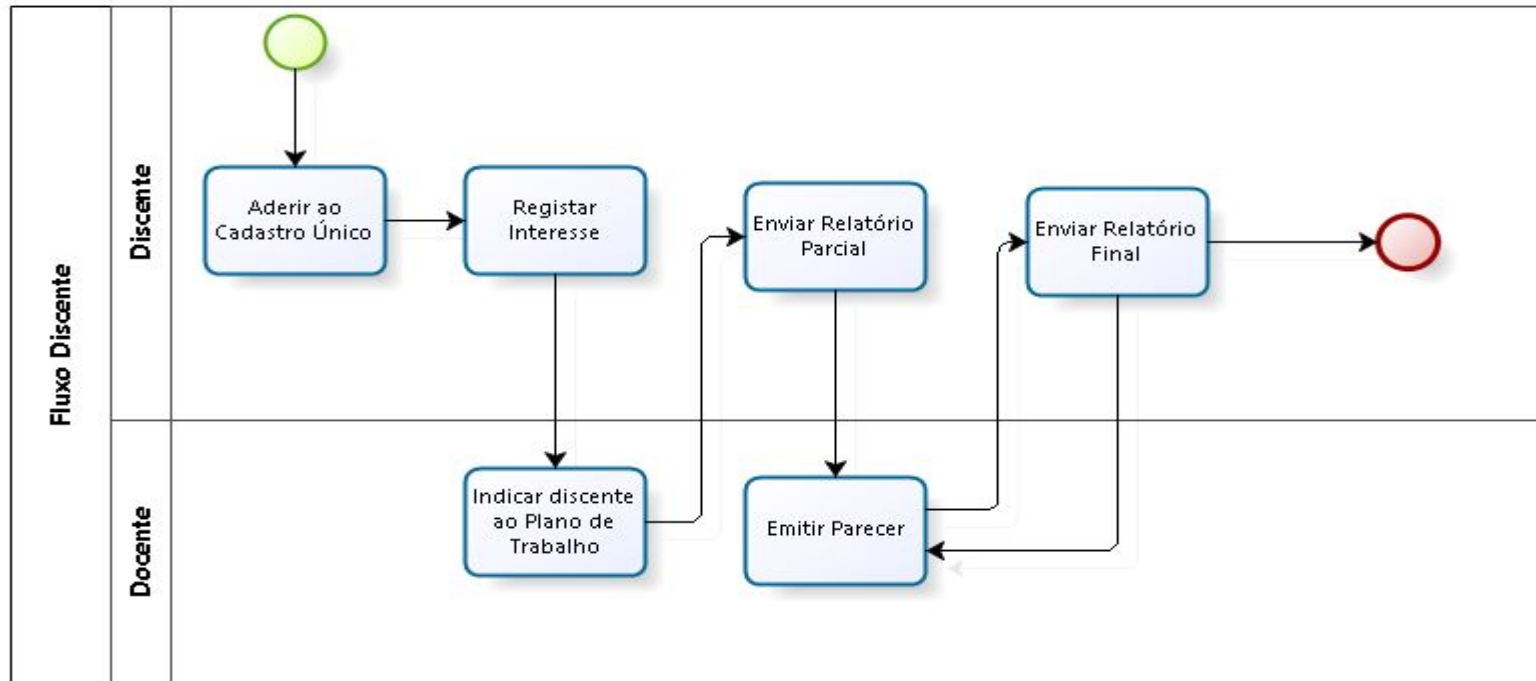 Fluxo Discente
Discente
Aderir ao
Cadastro Único
Registar
Interesse
Enviar Relatório
Parcial
Enviar Relatório
Final
Docente
Indicar discente
ao Plano de
Trabalho
Emitir Parecer